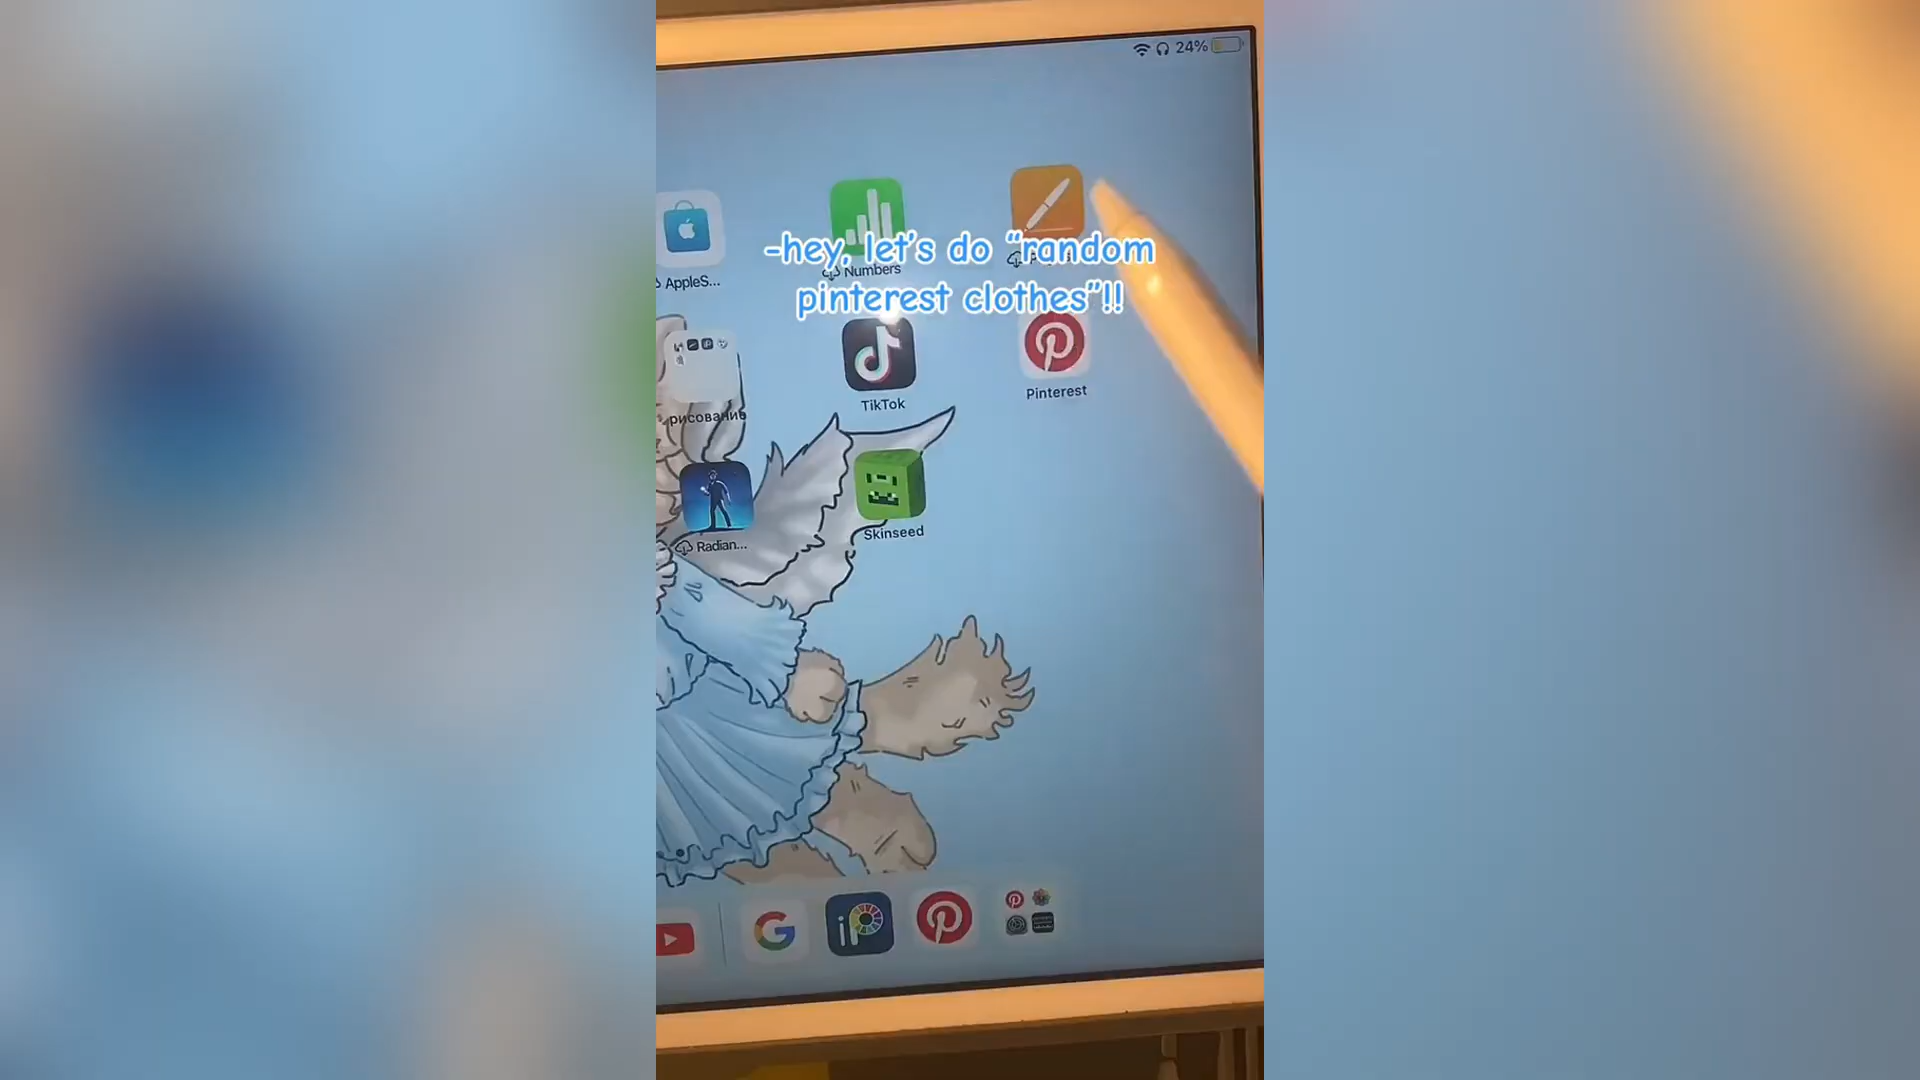 24%
-hey, let's do “random
pinterest clothes”!!
AppleS...
Numbers
TikTok
Pinterest
рисование
Radian...
Skinseed